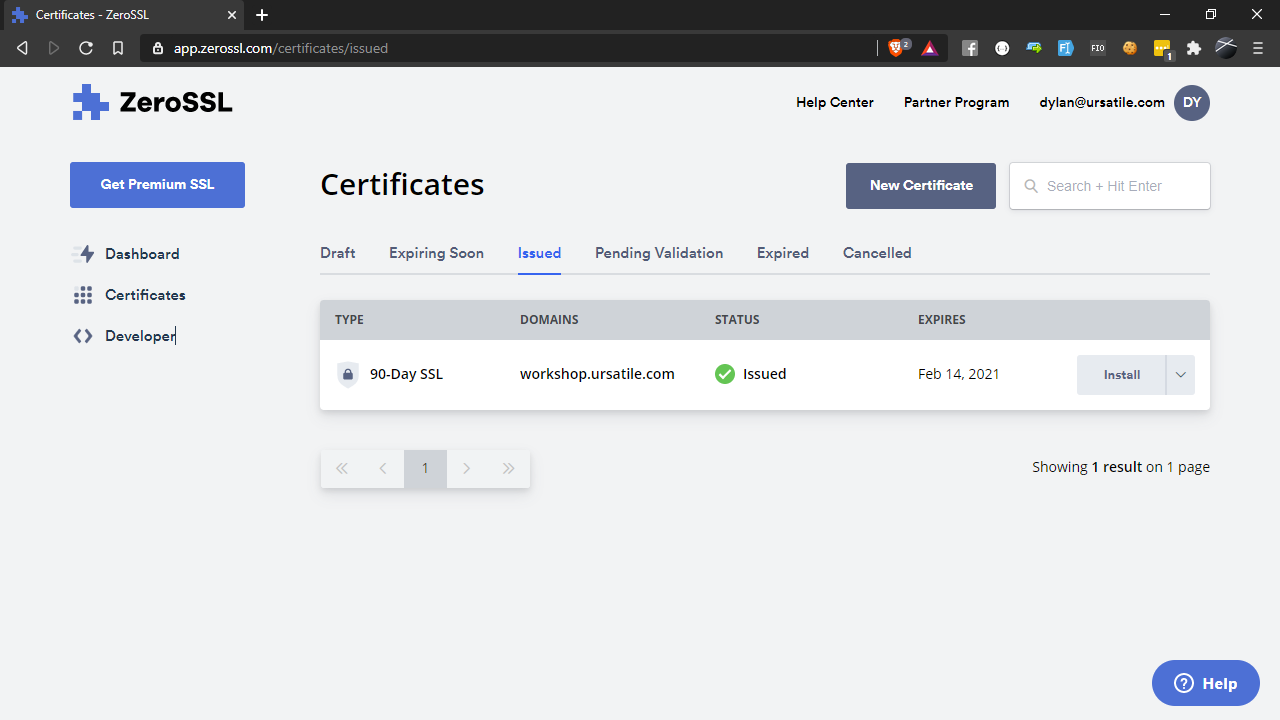 Certificates - ZeroSSL
app.zerossl.com/certificates/issued
2
FIO
1
ZeroSSL
Help Center
Partner Program
dylan@ursatile.com
DY
Get Premium SSL
Dashboard
Certificates
Developer
Certificates
New Certificate
Search + Hit Enter
Draft
Expiring Soon
Issued
Pending Validation
Expired
Cancelled
TYPE DOMAINS STATUS EXPIRES
90-Day SSL workshop.ursatile.com Issued Feb 14, 2021 Install
1
Showing 1 result on 1 page
Help